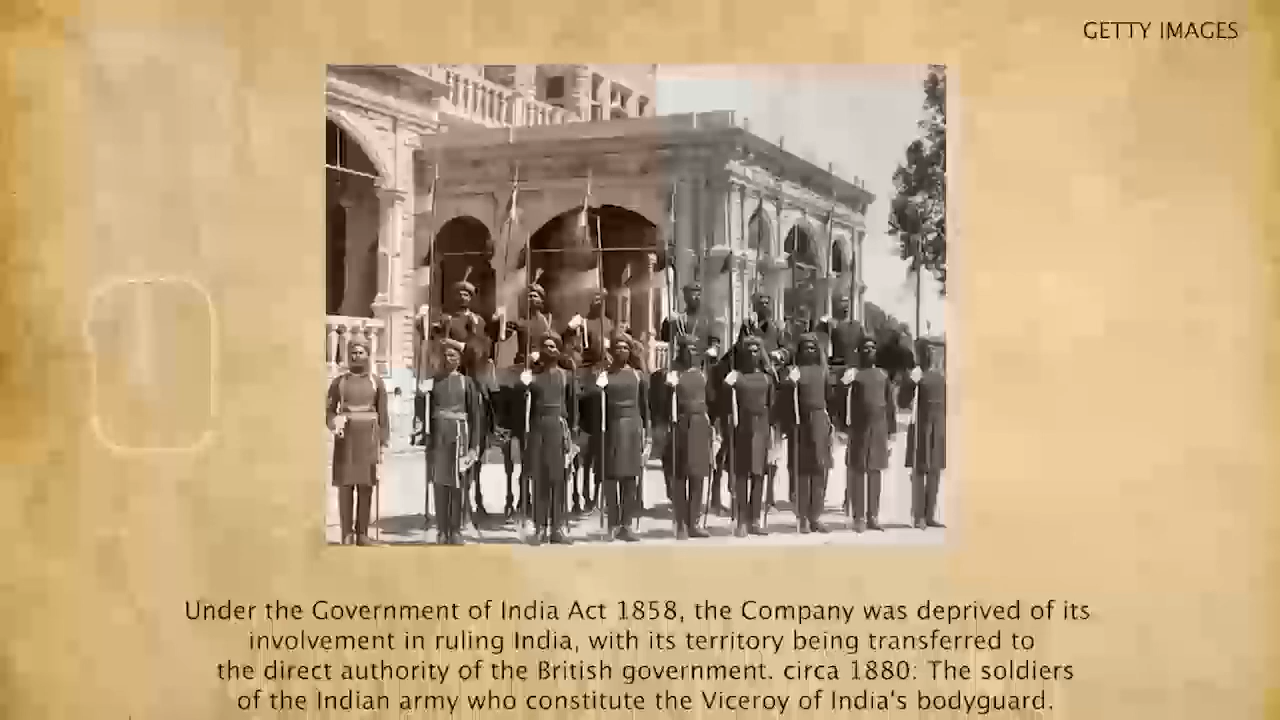 GETTY IMAGES
Under the Government of India Act 1858, the Company was deprived of its
involvement in ruling India, with its territory being transferred to
the direct authority of the British government. circa 1880: The soldiers
of the Indian army who constitute the Viceroy of India's bodyguard.